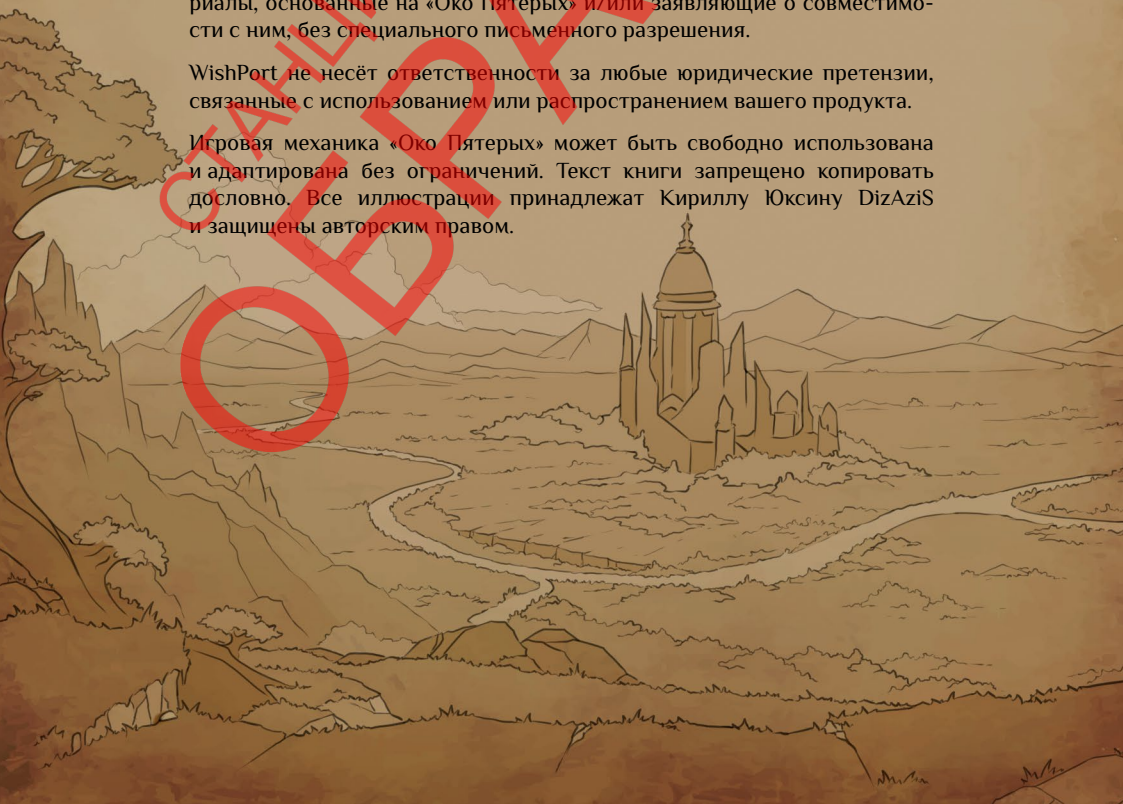 риалы, основанные на «Око Пятерых» и/или заявляющие о совместимо-
сти с ним, без специального письменного разрешения.
WishPort не несёт ответственности за любые юридические претензии,
связанные с использованием или распространением вашего продукта.
Игровая механика «Око Пятерых» может быть свободно использована
и адаптирована без ограничений. Текст книги запрещено копировать
дословно. Все иллюстрации принадлежат Кириллу Юксину DizAziS
и защищены авторским правом.